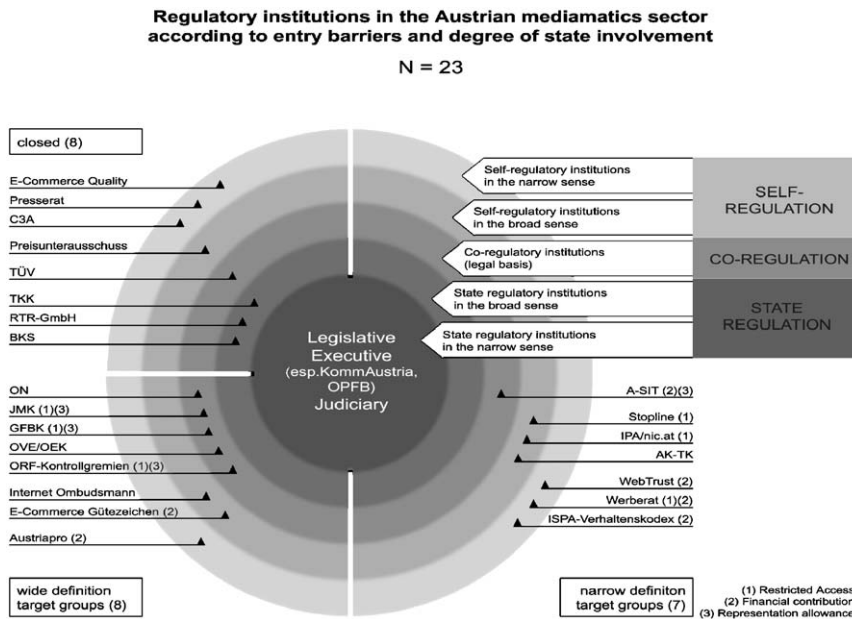 Regulatory institutions in the Austrian mediamatics sector
according to entry barriers and degree of state involvement
N = 23
closed (8)
E-Commerce Quality
Presserat
C3A
Preisunterausschuss
TÜV
TKK
RTR-GmbH
BKS
Self-regulatory institutions
in the narrow sense
Self-regulatory institutions
in the broad sense
Co-regulatory institutions
(legal basis)
State regulatory institutions
in the broad sense
State regulatory institutions
in the narrow sense
SELF-
REGULATION
CO-REGULATION
STATE
REGULATION
Legislative
Executive
(esp.KommAustria,
OPFB)
Judiciary
ON
JMK (1)(3)
GFBK (1)(3)
OVE/OEK
ORF-Kontrollgremien (1)(3)
Internet Ombudsmann
E-Commerce Gütezeichen (2)
Austriapro (2)
A-SIT (2)(3)
Stopline (1)
IPA/nic.at (1)
AK-TK
WebTrust (2)
Werberat (1)(2)
ISPA-Verhaltenskodex (2)
wide definition
target groups (8)
narrow definiton
target groups (7)
(1) Restricted Access
(2) Financial contribution
(3) Representation allowance